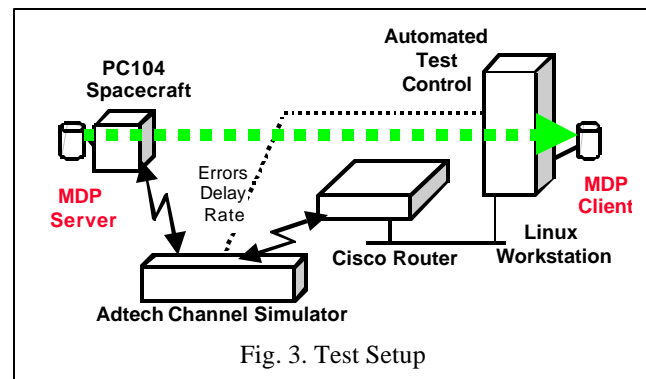 Automated
Test
Control
PC104
Spacecraft
Errors
Delay
Rate
MDP
Server
MDP
Client
Cisco Router
Linux
Workstation
Adtech Channel Simulator
Fig. 3. Test Setup